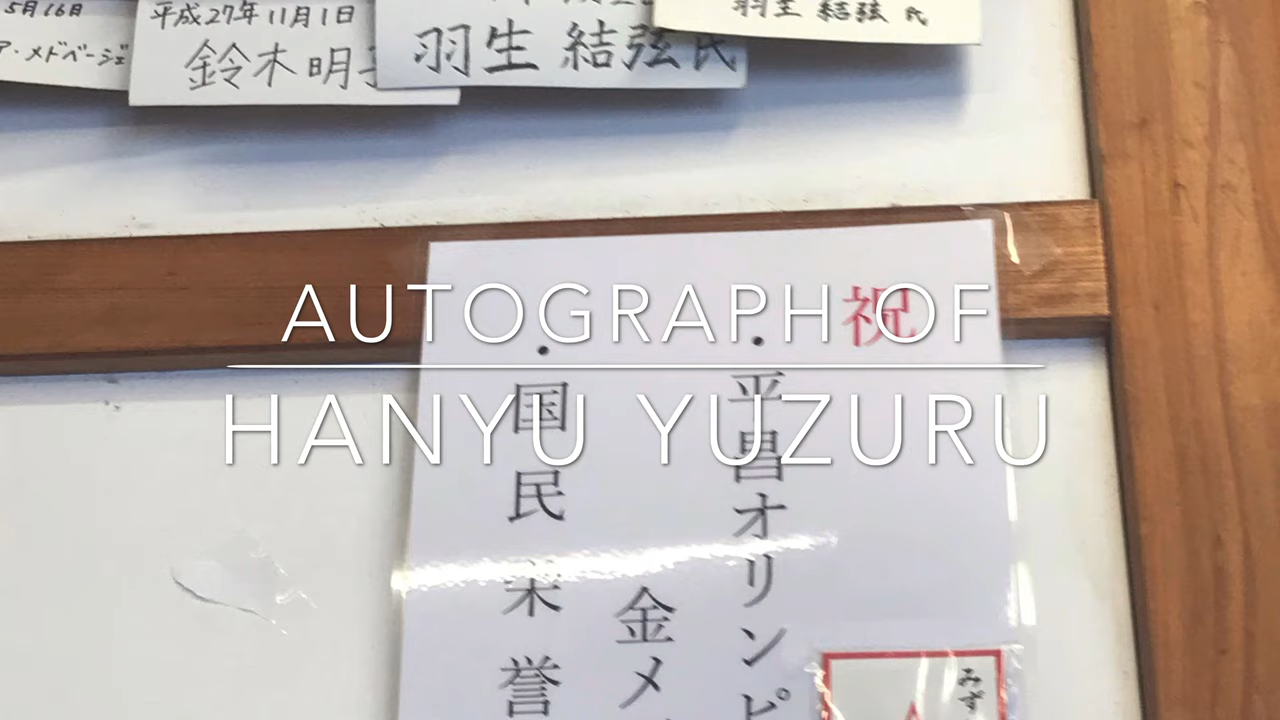 5月16日
ア・メドベージェ
平成27年11月1日
鈴木明子
羽生結弦氏
羽生結弦氏
AUTOGRAPH OF
HANYU YUZURU
祝
・平昌オリンピ
金メ
・国民栄誉
みず